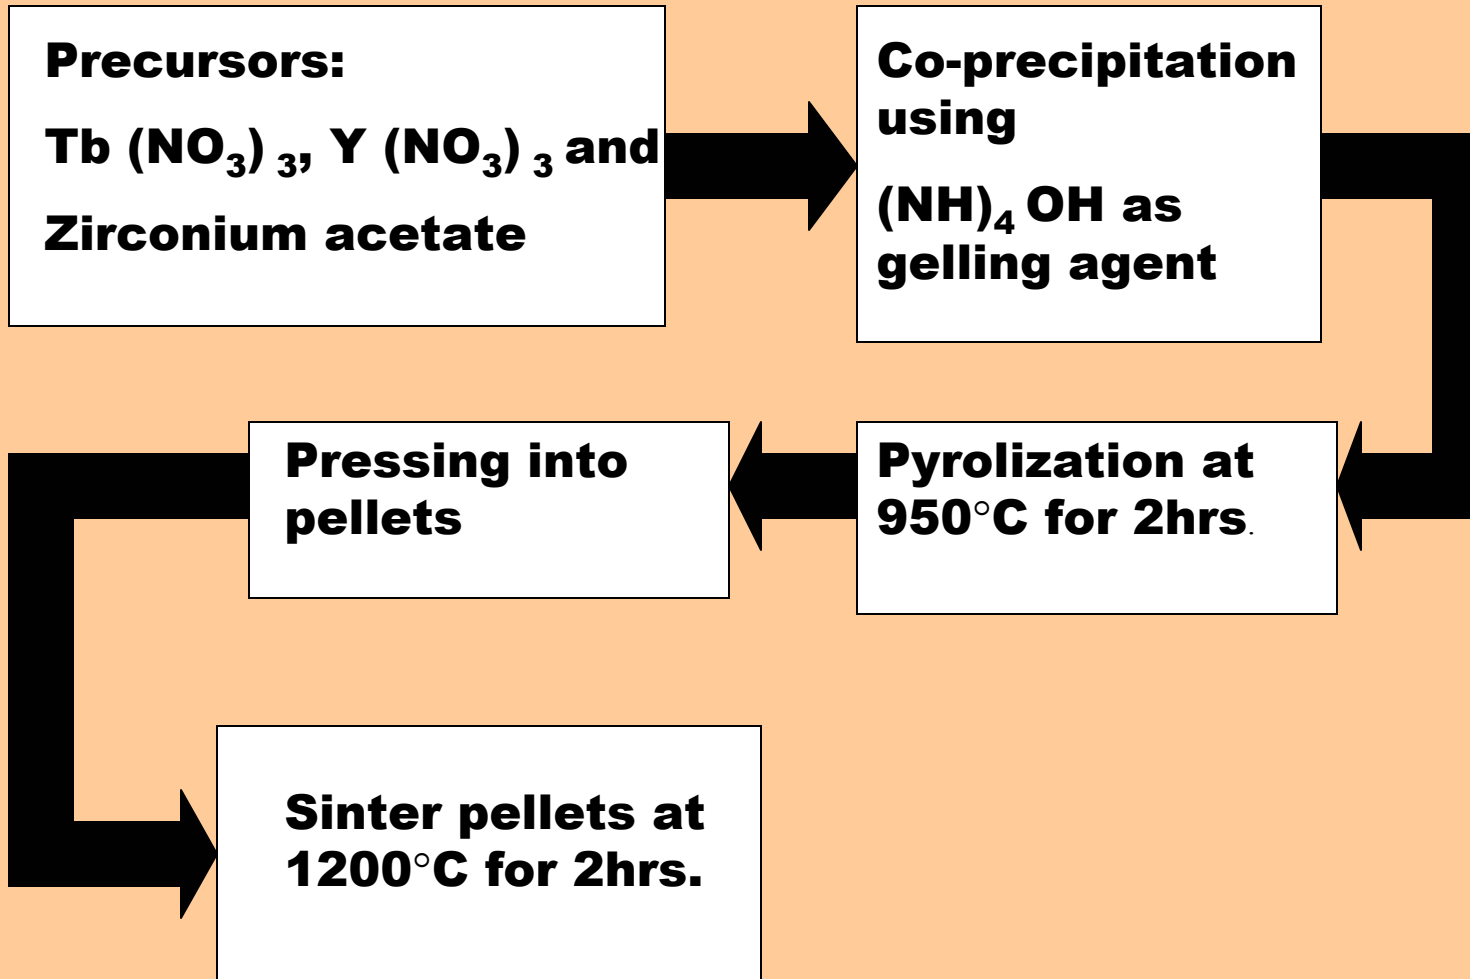 Precursors:
Tb (NO3) 3, Y (NO3) 3 and
Zirconium acetate
Co-precipitation
using
(NH)4 OH as
gelling agent
Pyrolization at
950°C for 2hrs.
Pressing into
pellets
Sinter pellets at
1200°C for 2hrs.